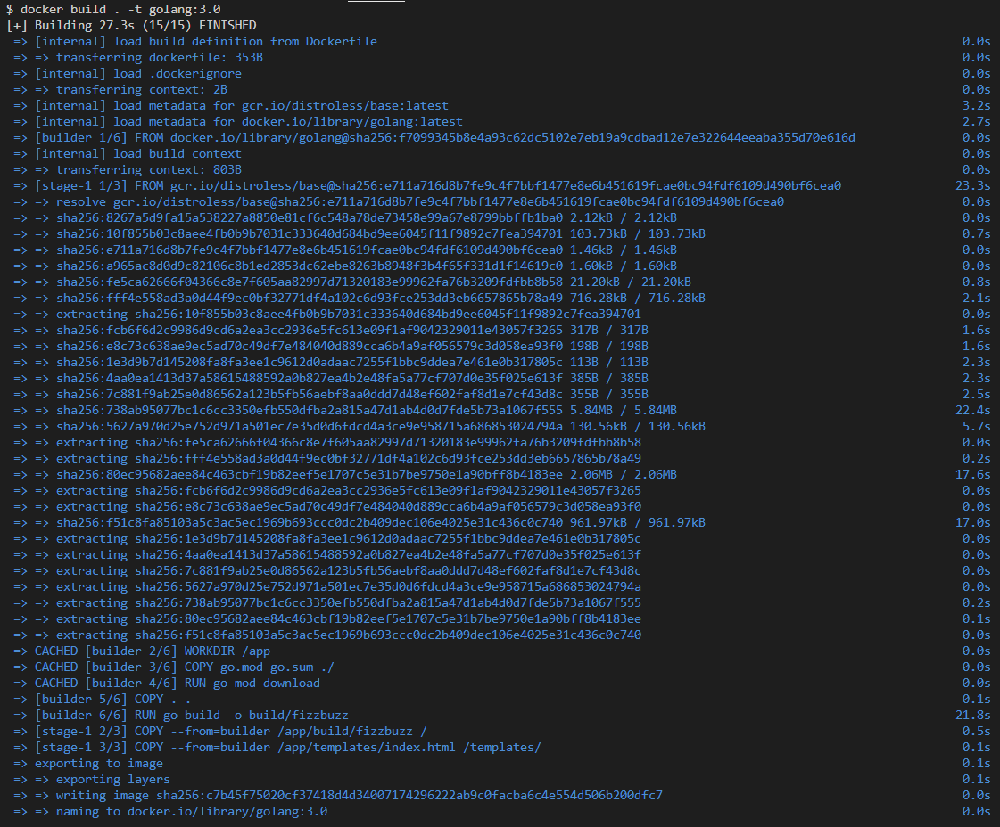 $ docker build . -t golang:3.0
[+] Building 27.3s (15/15) FINISHED
=> [internal] load build definition from Dockerfile 0.0s
=> => transferring dockerfile: 353B 0.0s
=> [internal] load .dockerignore 0.0s
=> => transferring context: 2B 0.0s
=> [internal] load metadata for gcr.io/distroless/base:latest 3.2s
=> [internal] load metadata for docker.io/library/golang:latest 2.7s
=> [builder 1/6] FROM docker.io/library/golang@sha256:f7099345b8e4a93c62dc5102e7eb19a9cdbad12e7e322644eeaba355d70e616d 0.0s
=> [internal] load build context 0.0s
=> => transferring context: 803B 0.0s
=> [stage-1 1/3] FROM gcr.io/distroless/base@sha256:e711a716d8b7fe9c4f7bbf1477e8e6b451619fcae0bc94fdf6109d490bf6cea0 23.3s
=> => resolve gcr.io/distroless/base@sha256:e711a716d8b7fe9c4f7bbf1477e8e6b451619fcae0bc94fdf6109d490bf6cea0 0.0s
=> => sha256:8267a5d9fa15a538227a8850e81cf6c548a78de73458e99a67e8799bbffb1ba0 2.12kB / 2.12kB 0.0s
=> => sha256:10f855b03c8aee4fb0b9b7031c333640d684bd9ee6045f11f9892c7fea394701 103.73kB / 103.73kB 0.7s
=> => sha256:e711a716d8b7fe9c4f7bbf1477e8e6b451619fcae0bc94fdf6109d490bf6cea0 1.46kB / 1.46kB 0.0s
=> => sha256:a965ac8d0d9c82106c8b1ed2853dc62ebe8263b8948f3b4f65f331d1f14619c0 1.60kB / 1.60kB 0.0s
=> => sha256:fe5ca62666f04366c8e7f605aa82997d71320183e99962fa76b3209fdfbb8b58 21.20kB / 21.20kB 0.8s
=> => sha256:fff4e558ad3a0d44f9ec0bf32771df4a102c6d93fce253dd3eb6657865b78a49 716.28kB / 716.28kB 2.1s
=> => extracting sha256:10f855b03c8aee4fb0b9b7031c333640d684bd9ee6045f11f9892c7fea394701 0.0s
=> => sha256:fcb6f6d2c9986d9cd6a2ea3cc2936e5fc613e09f1af9042329011e43057f3265 317B / 317B 1.6s
=> => sha256:e8c73c638ae9ec5ad70c49df7e484040d889cca6b4a9af056579c3d058ea93f0 198B / 198B 1.6s
=> => sha256:1e3d9b7d145208fa8fa3ee1c9612d0adaac7255f1bbc9ddea7e461e0b317805c 113B / 113B 2.3s
=> => sha256:4aa0ea1413d37a58615488592a0b827ea4b2e48fa5a77cf707d0e35f025e613f 385B / 385B 2.3s
=> => sha256:7c881f9ab25e0d86562a123b5fb56aebf8aa0ddd7d48ef602faf8d1e7cf43d8c 355B / 355B 2.5s
=> => sha256:738ab95077bc1c6cc3350efb550dfba2a815a47d1ab4d0d7fde5b73a1067f555 5.84MB / 5.84MB 22.4s
=> => sha256:5627a970d25e752d971a501ec7e35d0d6fdcd4a3ce9e958715a686853024794a 130.56kB / 130.56kB 5.7s
=> => extracting sha256:fe5ca62666f04366c8e7f605aa82997d71320183e99962fa76b3209fdfbb8b58 0.0s
=> => extracting sha256:fff4e558ad3a0d44f9ec0bf32771df4a102c6d93fce253dd3eb6657865b78a49 0.2s
=> => sha256:80ec95682aee84c463cbf19b82eef5e1707c5e31b7be9750e1a90bff8b4183ee 2.06MB / 2.06MB 17.6s
=> => extracting sha256:fcb6f6d2c9986d9cd6a2ea3cc2936e5fc613e09f1af9042329011e43057f3265 0.0s
=> => extracting sha256:e8c73c638ae9ec5ad70c49df7e484040d889cca6b4a9af056579c3d058ea93f0 0.0s
=> => sha256:f51c8fa85103a5c3ac5ec1969b693ccc0dc2b409dec106e4025e31c436c0c740 961.97kB / 961.97kB 17.0s
=> => extracting sha256:1e3d9b7d145208fa8fa3ee1c9612d0adaac7255f1bbc9ddea7e461e0b317805c 0.0s
=> => extracting sha256:4aa0ea1413d37a58615488592a0b827ea4b2e48fa5a77cf707d0e35f025e613f 0.0s
=> => extracting sha256:7c881f9ab25e0d86562a123b5fb56aebf8aa0ddd7d48ef602faf8d1e7cf43d8c 0.0s
=> => extracting sha256:5627a970d25e752d971a501ec7e35d0d6fdcd4a3ce9e958715a686853024794a 0.0s
=> => extracting sha256:738ab95077bc1c6cc3350efb550dfba2a815a47d1ab4d0d7fde5b73a1067f555 0.2s
=> => extracting sha256:80ec95682aee84c463cbf19b82eef5e1707c5e31b7be9750e1a90bff8b4183ee 0.1s
=> => extracting sha256:f51c8fa85103a5c3ac5ec1969b693ccc0dc2b409dec106e4025e31c436c0c740 0.0s
=> CACHED [builder 2/6] WORKDIR /app 0.0s
=> CACHED [builder 3/6] COPY go.mod go.sum ./ 0.0s
=> CACHED [builder 4/6] RUN go mod download 0.0s
=> [builder 5/6] COPY . . 0.1s
=> [builder 6/6] RUN go build -o build/fizzbuzz 21.8s
=> [stage-1 2/3] COPY --from=builder /app/build/fizzbuzz / 0.5s
=> [stage-1 3/3] COPY --from=builder /app/templates/index.html /templates/ 0.1s
=> exporting to image 0.1s
=> => exporting layers 0.1s
=> => writing image sha256:c7b45f75020cf37418d4d34007174296222ab9c0facba6c4e554d506b200dfc7 0.0s
=> => naming to docker.io/library/golang:3.0 0.0s